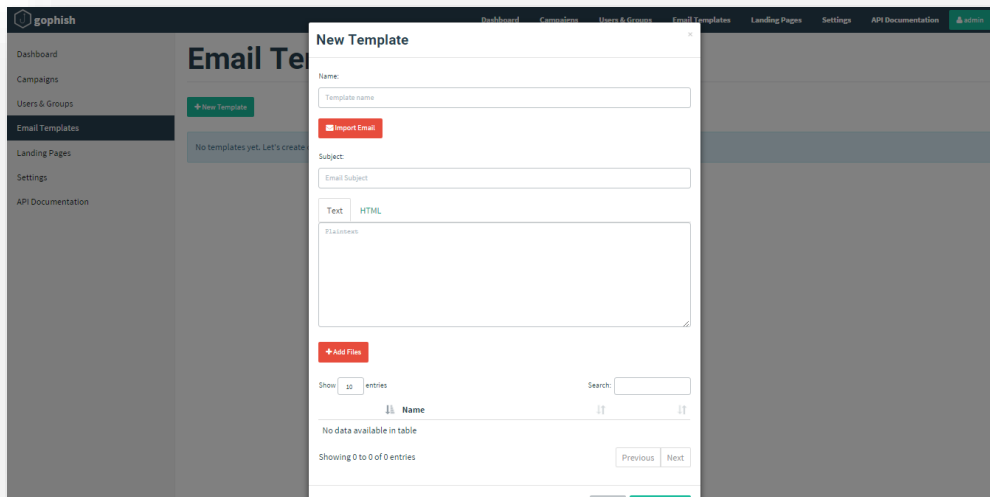 gophish
Dashboard Campaigns Users & Groups Email Templates Landing Pages Settings API Documentation admin
Dashboard
Campaigns
Users & Groups
Email Templates
Landing Pages
Settings
API Documentation
Email Te
New Template
No templates yet. Let's create
New Template
×
Name:
Template name
Import Email
Subject:
Email Subject
Text HTML
Plaintext
Add Files
Show 10 entries Search:
Name
No data available in table
Showing 0 to 0 of 0 entries
Previous Next